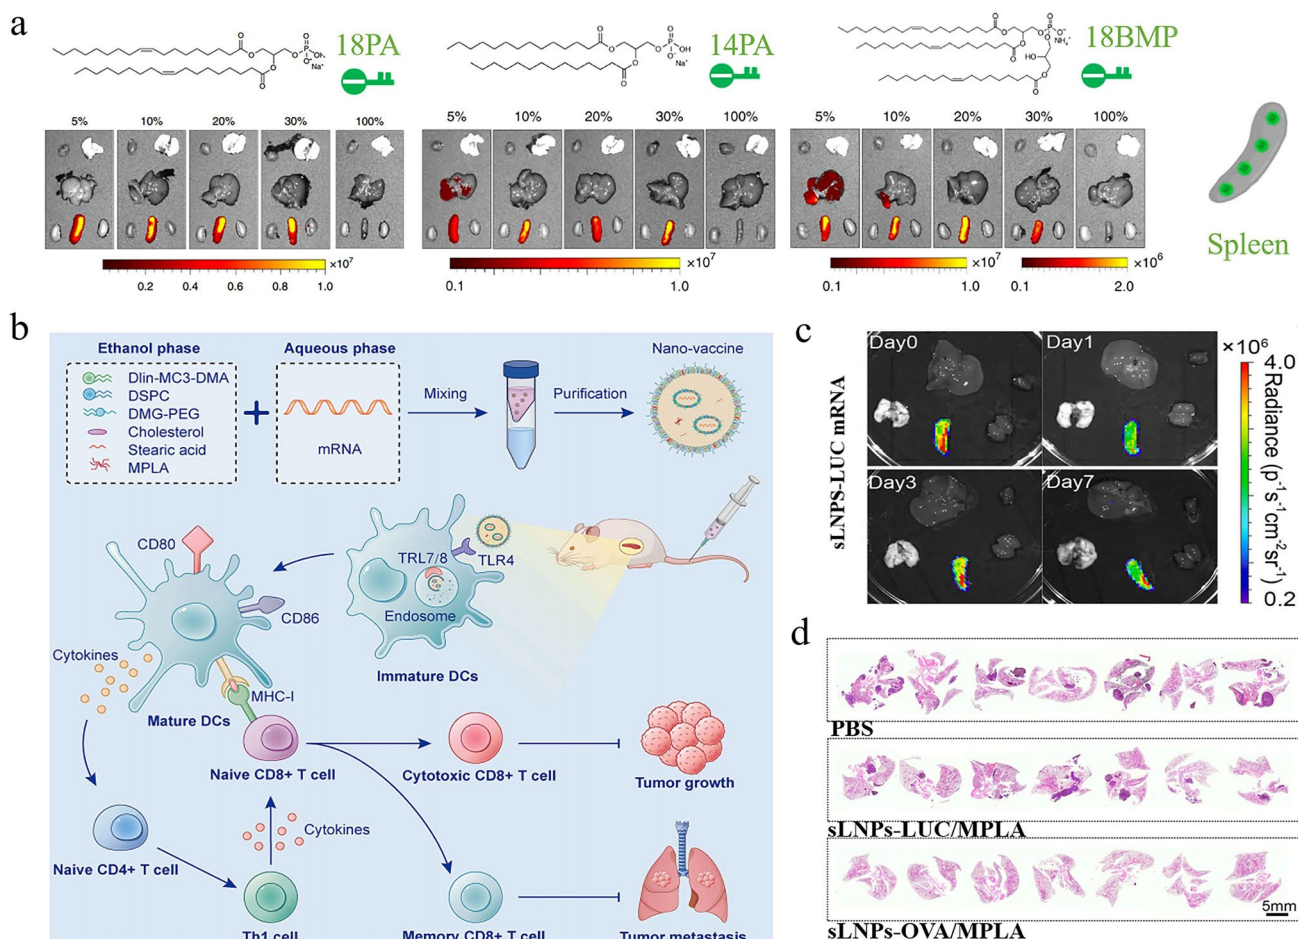 a
18PA
14PA
18BMP
5% 10% 20% 30% 100%
5% 10% 20% 30% 100%
5% 10% 20% 30% 100%
×10⁷
0.2 0.4 0.6 0.8 1.0
×10⁷
0.1 1.0
×10⁷
0.1 1.0
×10⁶
0.1 2.0
Spleen
b
Ethanol phase
Dlin-MC3-DMA
DSPC
DMG-PEG
Cholesterol
Stearic acid
MPLA
Aqueous phase
mRNA
Mixing
Purification
Nano-vaccine
CD80
CD86
Cytokines
MHC-I
Mature DCs
TRL7/8
TLR4
Endosome
Immature DCs
Naive CD8+ T cell
Cytotoxic CD8+ T cell
Tumor growth
Cytokines
Naive CD4+ T cell
Th1 cell
Memory CD8+ T cell
Tumor metastasis
c
sLNPS-LUC mRNA
Day0
Day1
Day3
Day7
×10⁶
4.0
Radiance (p⁻¹s⁻¹cm⁻²sr⁻¹)
0.2
d
PBS
sLNPs-LUC/MPLA
5mm
sLNPs-OVA/MPLA